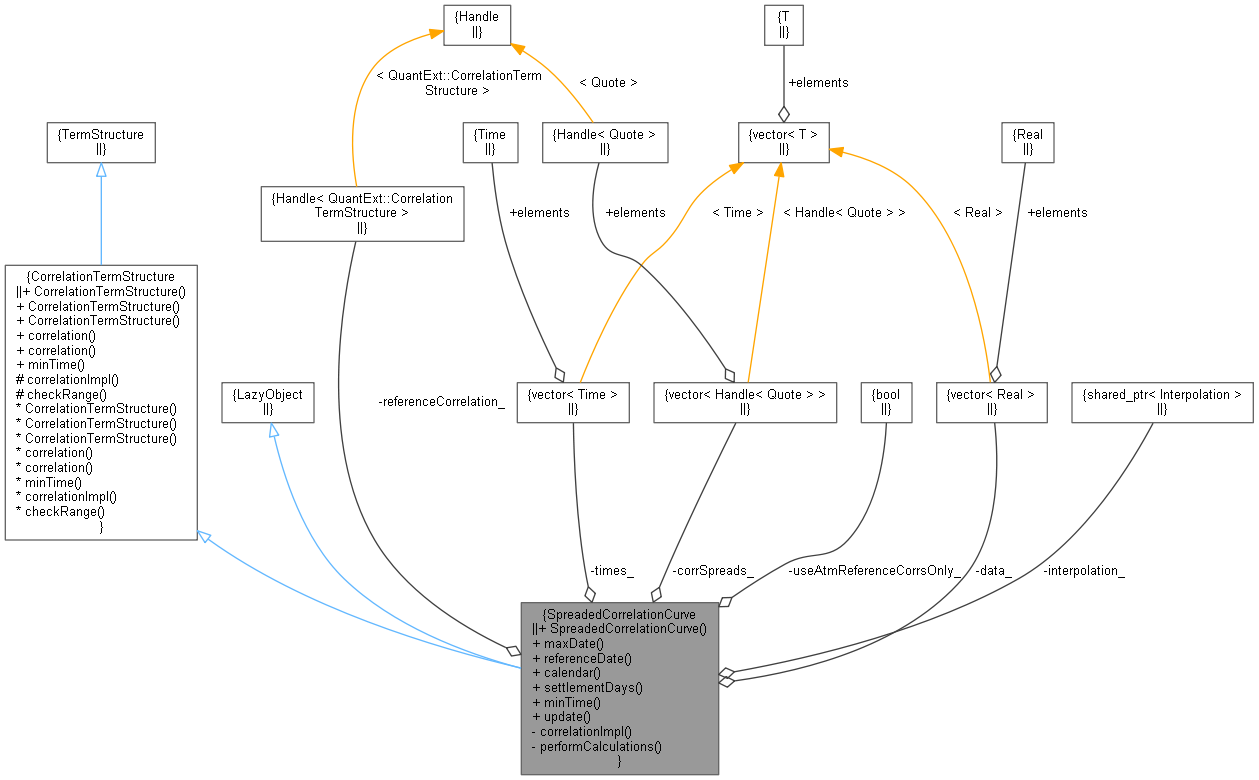 {Handle
||}
{T
||}
< QuantExt::CorrelationTerm
Structure >
< Quote >
+elements
{TermStructure
||}
{Time
||}
{Handle< Quote >
||}
{vector< T >
||}
{Real
||}
{Handle< QuantExt::Correlation
TermStructure >
||}
+elements
+elements
< Time >
< Handle< Quote > >
< Real >
+elements
{CorrelationTermStructure
||+ CorrelationTermStructure()
+ CorrelationTermStructure()
+ CorrelationTermStructure()
+ correlation()
+ correlation()
+ minTime()
# correlationImpl()
# checkRange()
* CorrelationTermStructure()
* CorrelationTermStructure()
* CorrelationTermStructure()
* correlation()
* correlation()
* minTime()
* correlationImpl()
* checkRange()
}
{LazyObject
||}
-referenceCorrelation_
{vector< Time >
||}
{vector< Handle< Quote > >
||}
{bool
||}
{vector< Real >
||}
{shared_ptr< Interpolation >
||}
-times_
-corrSpreads_
-useAtmReferenceCorrsOnly_
-data_
-interpolation_
{SpreadedCorrelationCurve
||+ SpreadedCorrelationCurve()
+ maxDate()
+ referenceDate()
+ calendar()
+ settlementDays()
+ minTime()
+ update()
- correlationImpl()
- performCalculations()
}